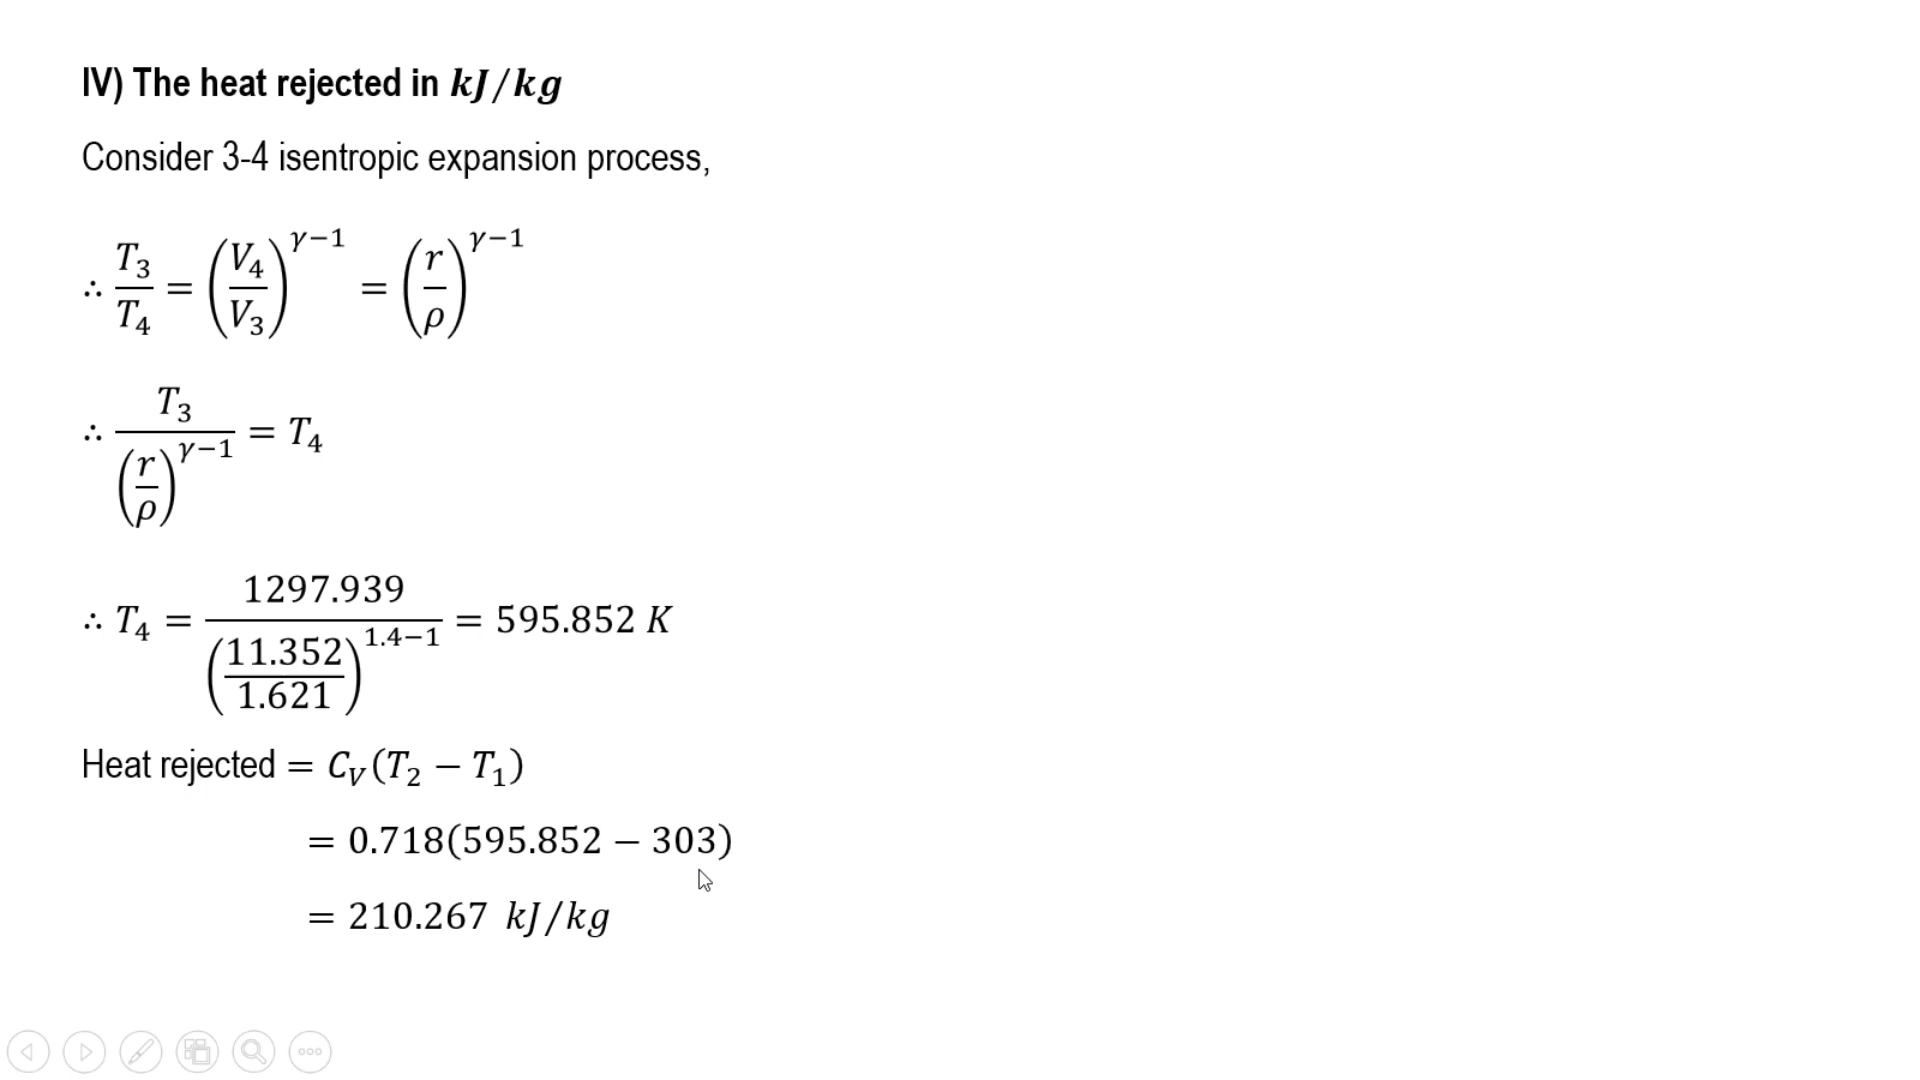 IV) The heat rejected in kJ/kg
Consider 3-4 isentropic expansion process,
∴ T₃/T₄ = (V₄/V₃)^(γ−1) = (r/ρ)^(γ−1)
∴ T₃/(r/ρ)^(γ−1) = T₄
∴ T₄ = 1297.939/(11.352/1.621)^(1.4−1) = 595.852 K
Heat rejected = C_V(T₂ − T₁)
= 0.718(595.852 − 303)
= 210.267 kJ/kg